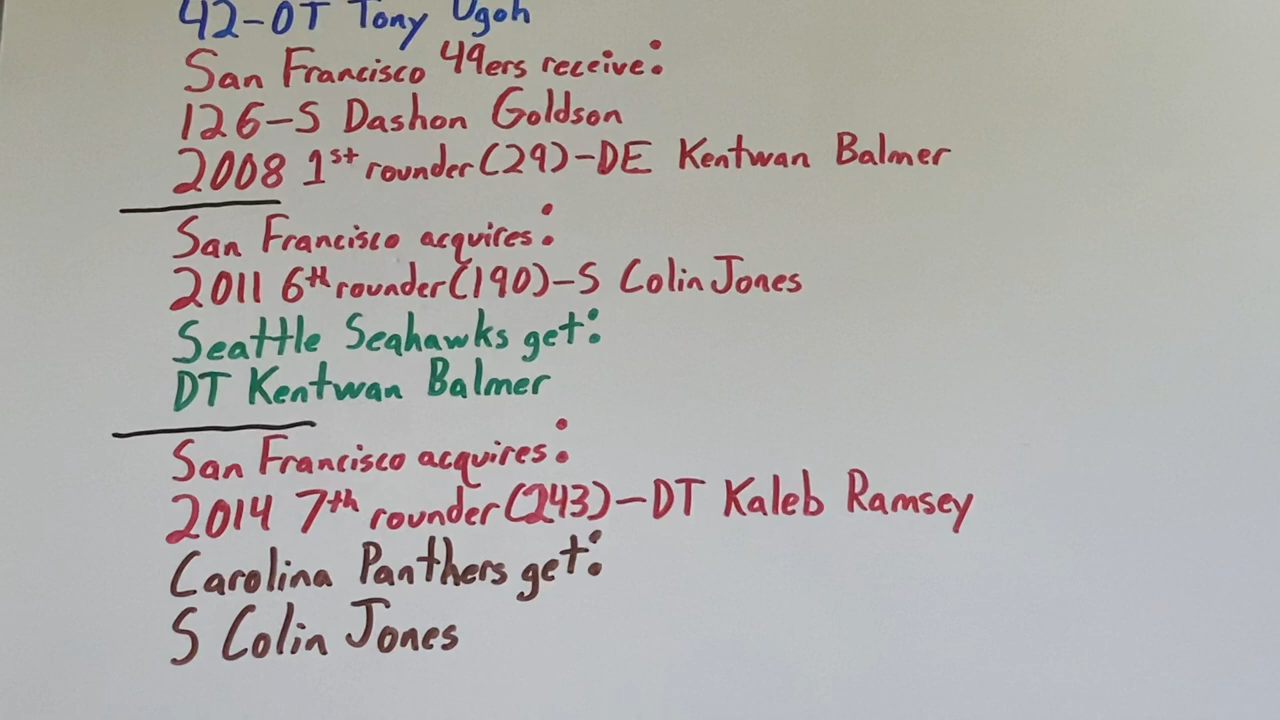 42-OT Tony Ugoh
San Francisco 49ers receive:
126-S Dashon Goldson
2008 1st rounder (29)-DE Kentwan Balmer
San Francisco acquires:
2011 6th rounder (190)-S Colin Jones
Seattle Seahawks get:
DT Kentwan Balmer
San Francisco acquires:
2014 7th rounder (243)-DT Kaleb Ramsey
Carolina Panthers get:
S Colin Jones